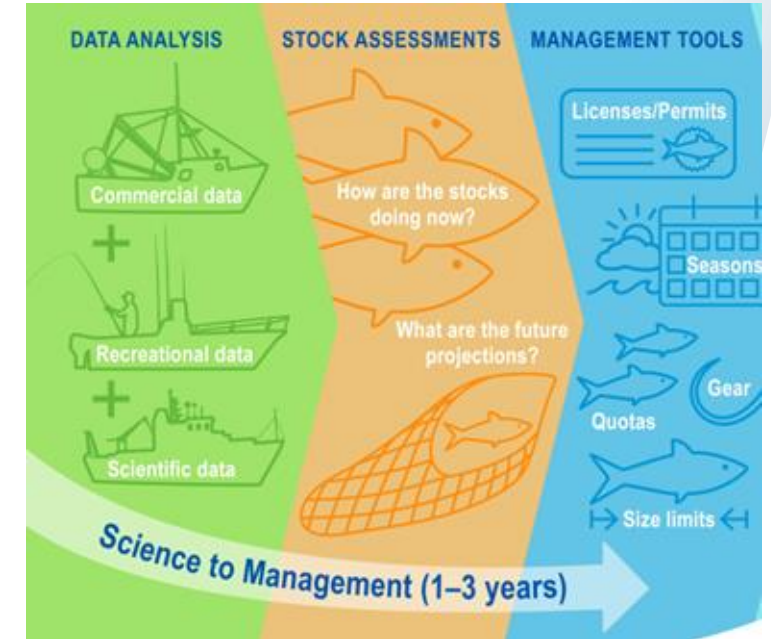 DATA ANALYSIS
Commercial data
+
Recreational data
+
Scientific data
STOCK ASSESSMENTS
How are the stocks
doing now?
What are the future
projections?
MANAGEMENT TOOLS
Licenses/Permits
Seasons
Quotas
Gear
Size limits
Science to Management (1–3 years)